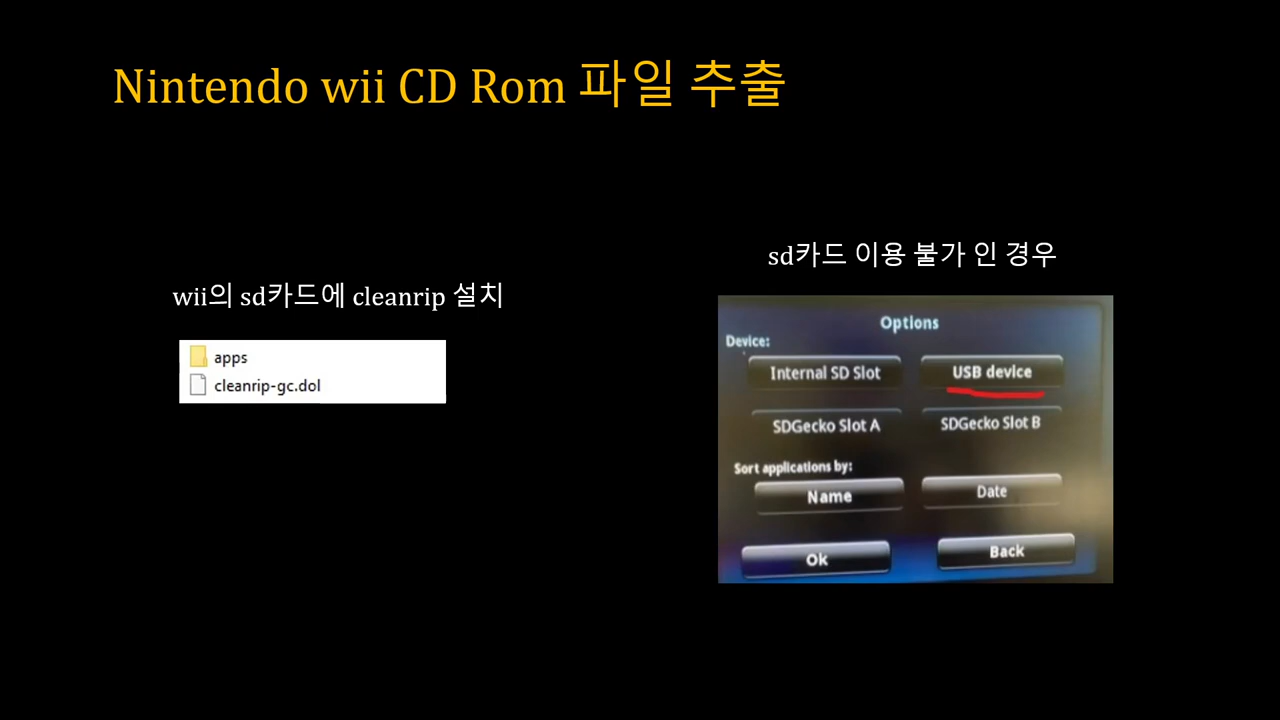 Nintendo wii CD Rom 파일 추출
wii의 sd카드에 cleanrip 설치
apps
cleanrip-gc.dol
sd카드 이용 불가 인 경우
Options
Device:
Internal SD Slot
USB device
SDGecko Slot A
SDGecko Slot B
Sort applications by:
Name
Date
Ok
Back